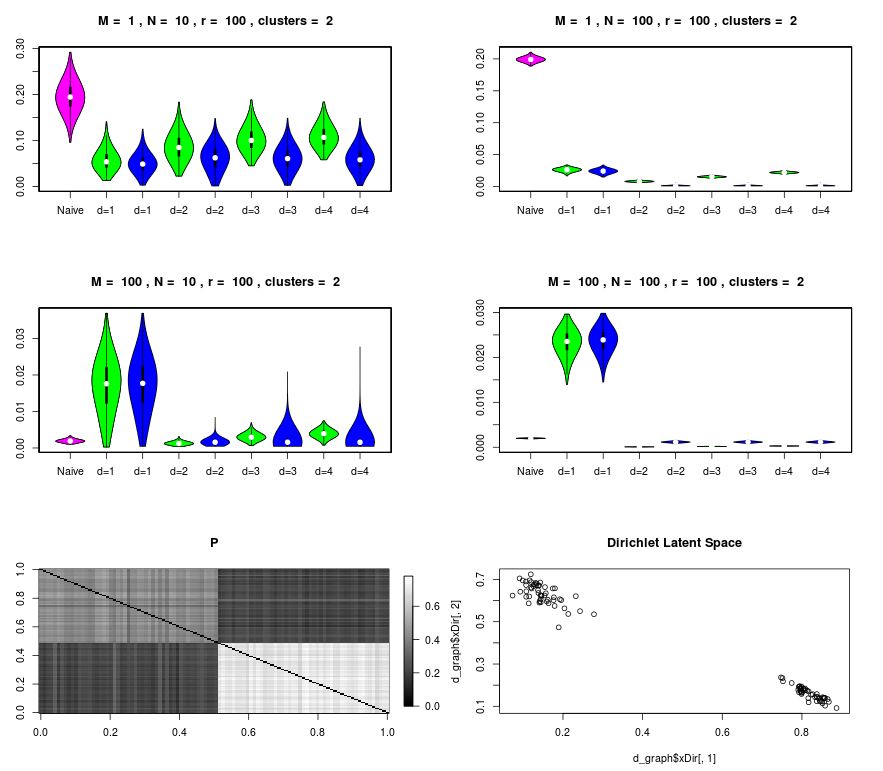 M = 1 , N = 10 , r = 100 , clusters = 2
0.30
0.20
0.10
0.00
Naive d=1 d=1 d=2 d=2 d=3 d=3 d=4 d=4
M = 1 , N = 100 , r = 100 , clusters = 2
0.20
0.15
0.10
0.05
0.00
Naive d=1 d=1 d=2 d=2 d=3 d=3 d=4 d=4
M = 100 , N = 10 , r = 100 , clusters = 2
0.03
0.02
0.01
0.00
Naive d=1 d=1 d=2 d=2 d=3 d=3 d=4 d=4
M = 100 , N = 100 , r = 100 , clusters = 2
0.030
0.020
0.010
0.000
Naive d=1 d=1 d=2 d=2 d=3 d=3 d=4 d=4
P
1.0
0.8
0.6
0.4
0.2
0.0
0.0 0.2 0.4 0.6 0.8 1.0
0.6
0.4
0.2
0.0
Dirichlet Latent Space
d_graph$xDir[, 2]
0.7
0.5
0.3
0.1
0.2 0.4 0.6 0.8
d_graph$xDir[, 1]